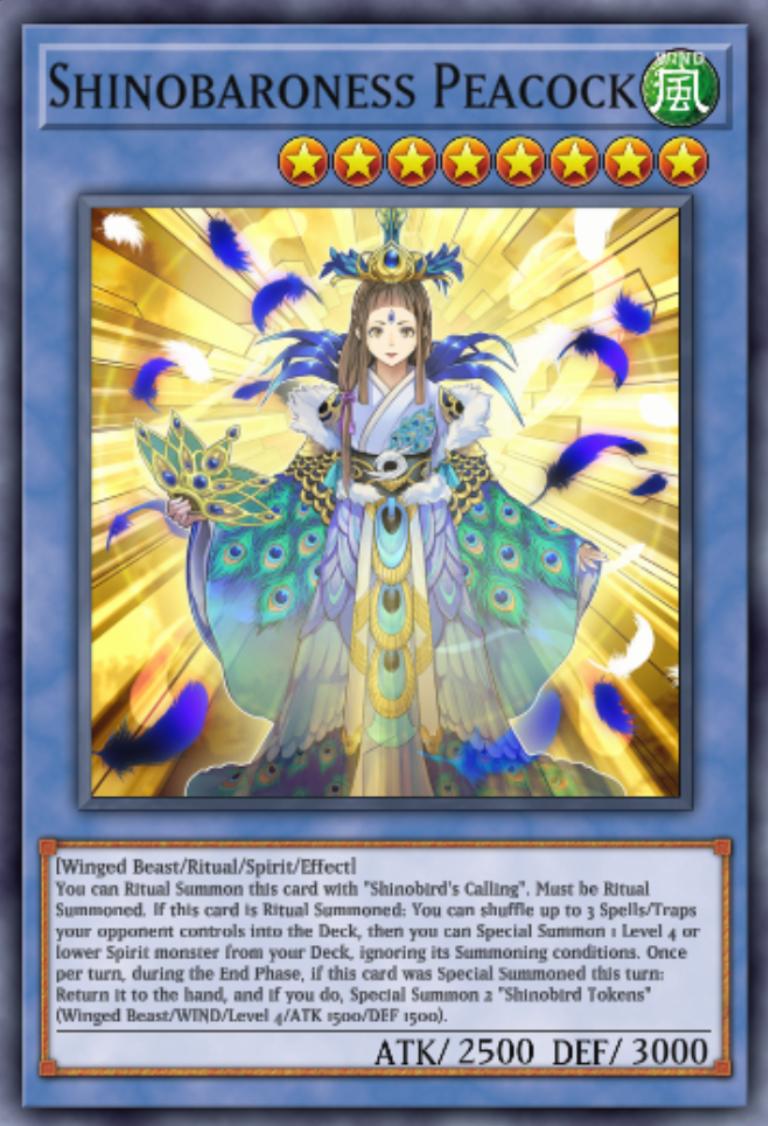 SHINOBARONESS PEACOCK
WIND
風
[Winged Beast/Ritual/Spirit/Effect]
You can Ritual Summon this card with "Shinobird's Calling". Must be Ritual
Summoned. If this card is Ritual Summoned: You can shuffle up to 3 Spells/Traps
your opponent controls into the Deck, then you can Special Summon 1 Level 4 or
lower Spirit monster from your Deck, ignoring its Summoning conditions. Once
per turn, during the End Phase, if this card was Special Summoned this turn:
Return it to the hand, and if you do, Special Summon 2 "Shinobird Tokens"
(Winged Beast/WIND/Level 4/ATK 1500/DEF 1500).
ATK/ 2500 DEF/ 3000